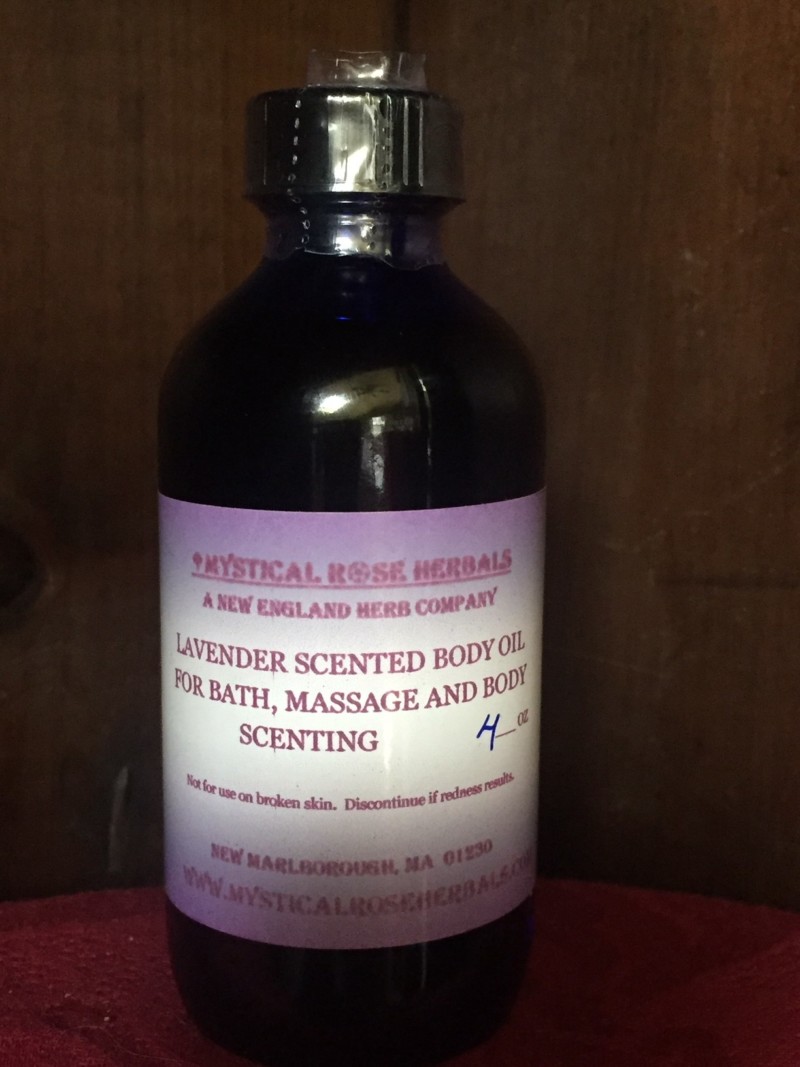 MYSTICAL ROSE HERBALS
A NEW ENGLAND HERB COMPANY
LAVENDER SCENTED BODY OIL
FOR BATH, MASSAGE AND BODY
SCENTING 4 OZ
Not for use on broken skin. Discontinue if redness results.
NEW MARLBOROUGH, MA 01230
WWW.MYSTICALROSEHERBALS.CO